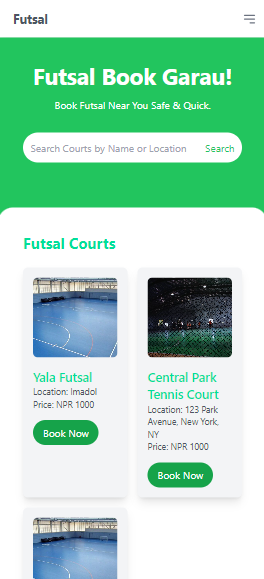 Futsal
Futsal Book Garau!
Book Futsal Near You Safe & Quick.
Search Courts by Name or Location
Search
Futsal Courts
Yala Futsal
Location: Imadol
Price: NPR 1000
Book Now
Central Park
Tennis Court
Location: 123 Park
Avenue, New York,
NY
Price: NPR 1000
Book Now